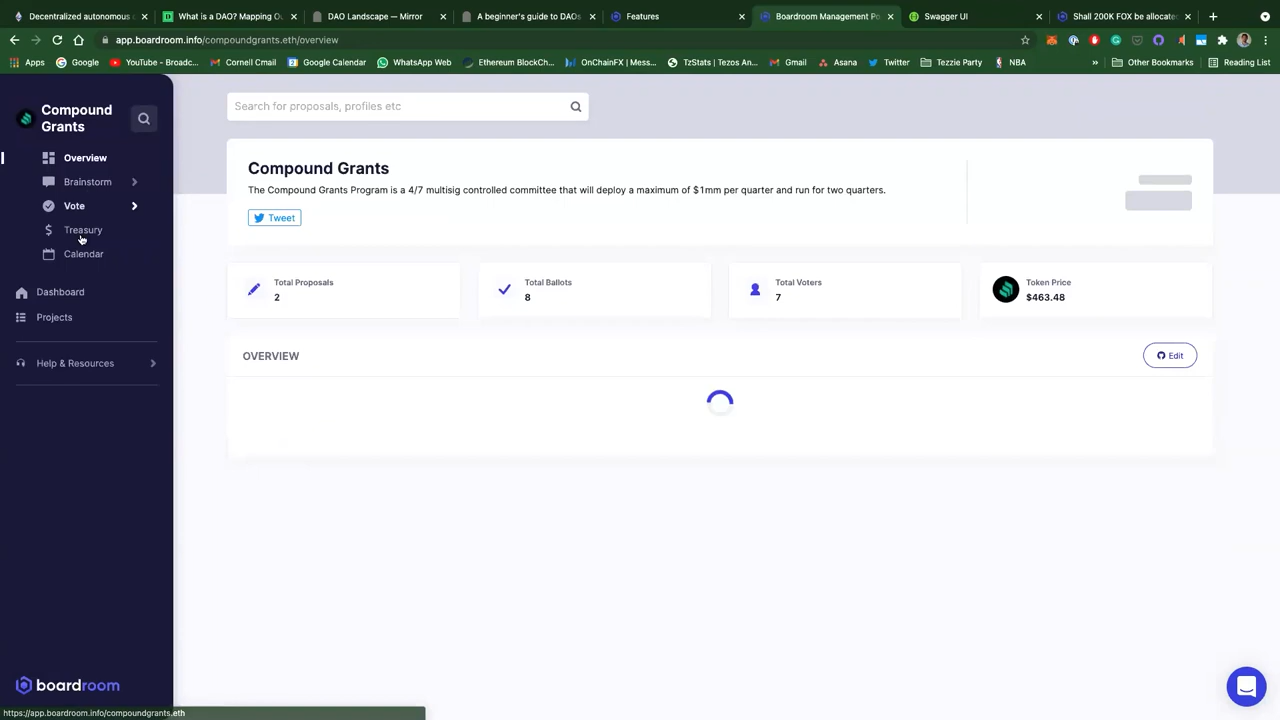 Decentralized autonomous o
What is a DAO? Mapping Ov
DAO Landscape — Mirror
A beginner's guide to DAOs
Features
Boardroom Management Po
Swagger UI
Shall 200K FOX be allocate
app.boardroom.info/compoundgrants.eth/overview
Apps
Google
YouTube - Broadc...
Cornell Cmail
Google Calendar
WhatsApp Web
Ethereum BlockCh...
OnChainFX | Mess...
TzStats | Tezos An...
Gmail
Asana
Twitter
Tezzie Party
NBA
»
Other Bookmarks
Reading List
Compound
Grants
Overview
Brainstorm
Vote
Treasury
Calendar
Dashboard
Projects
Help & Resources
boardroom
https://app.boardroom.info/compoundgrants.eth
Search for proposals, profiles etc
Compound Grants
The Compound Grants Program is a 4/7 multisig controlled committee that will deploy a maximum of $1mm per quarter and run for two quarters.
Tweet
Total Proposals
2
Total Ballots
8
Total Voters
7
Token Price
$463.48
OVERVIEW
Edit